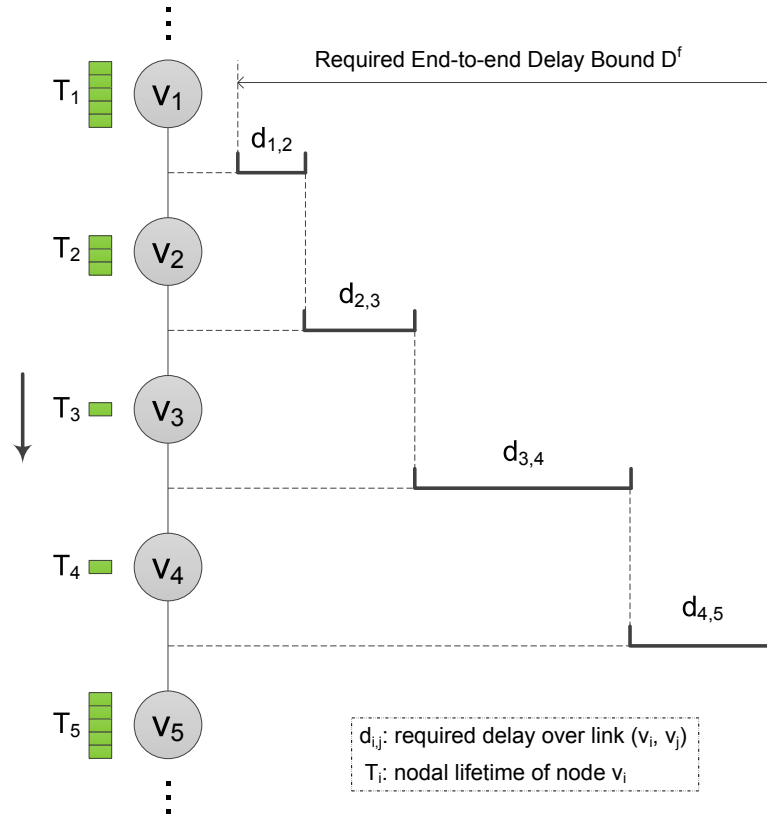 Required End-to-end Delay Bound D^f
T₁
v₁
d₁,₂
T₂
v₂
d₂,₃
T₃
v₃
d₃,₄
T₄
v₄
d₄,₅
T₅
v₅
dᵢ,ⱼ: required delay over link (vᵢ, vⱼ)
Tᵢ: nodal lifetime of node vᵢ